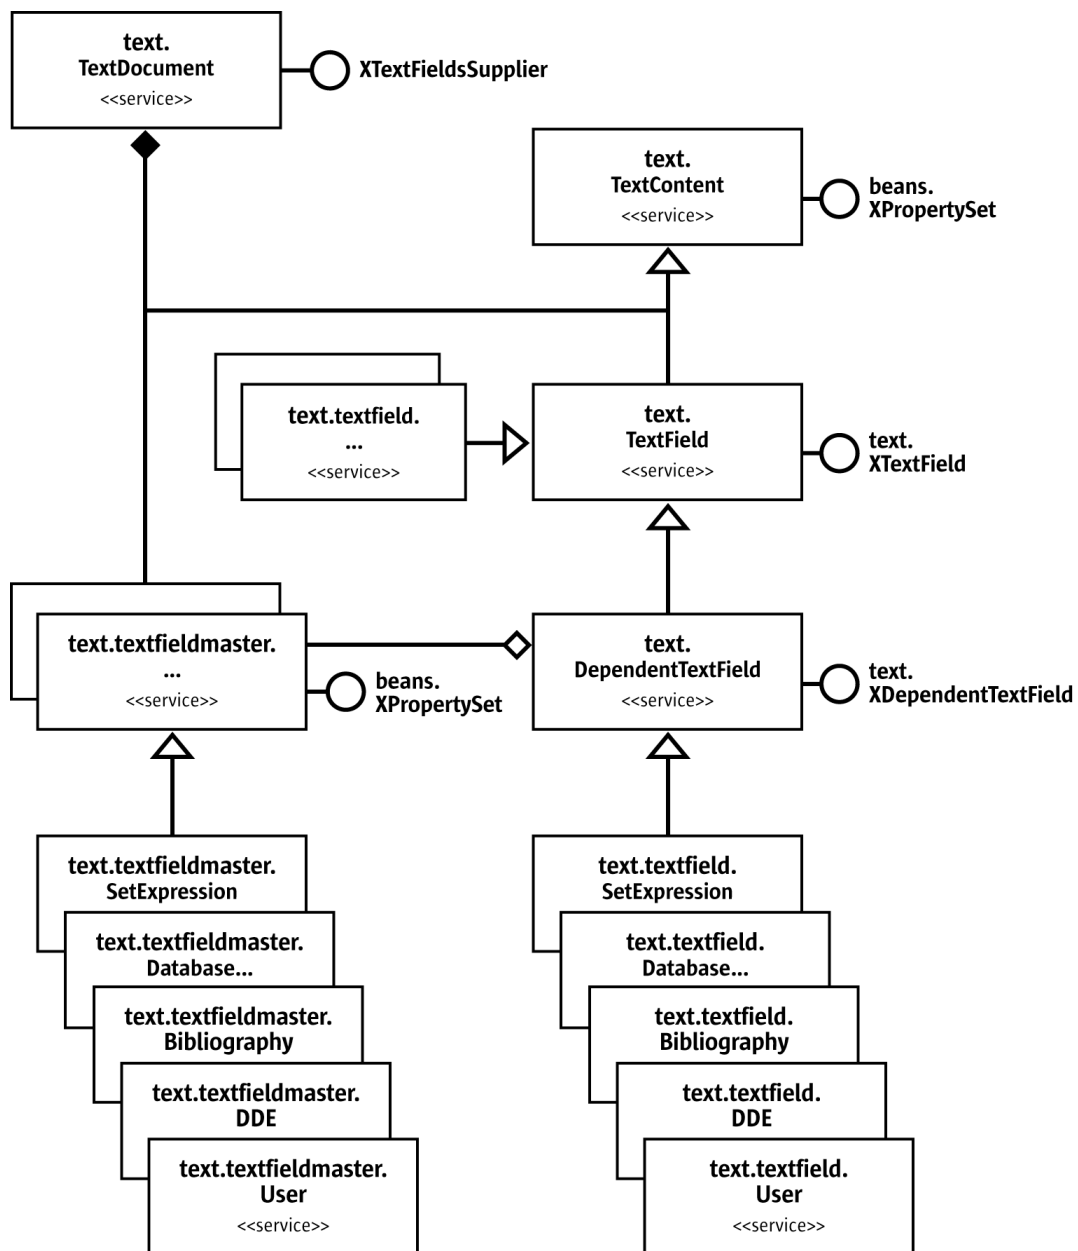 text.
TextDocument
<<service>>
XTextFieldsSupplier
text.
TextContent
<<service>>
beans.
XPropertySet
text.textfield.
...
<<service>>
text.
TextField
<<service>>
text.
XTextField
text.textfieldmaster.
...
<<service>>
beans.
XPropertySet
text.
DependentTextField
<<service>>
text.
XDependentTextField
text.textfieldmaster.
SetExpression
text.textfieldmaster.
Database...
text.textfieldmaster.
Bibliography
text.textfieldmaster.
DDE
text.textfieldmaster.
User
<<service>>
text.textfield.
SetExpression
text.textfield.
Database...
text.textfield.
Bibliography
text.textfield.
DDE
text.textfield.
User
<<service>>